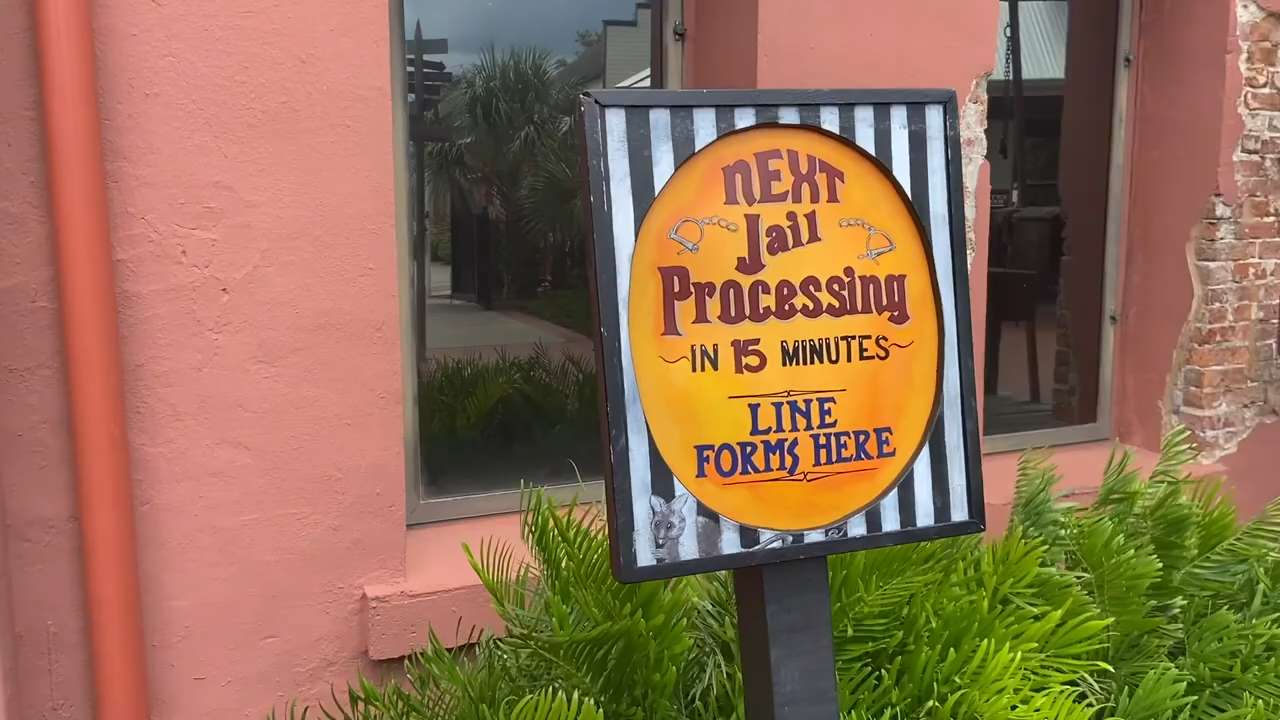 NEXT
Jail
Processing
IN 15 MINUTES
LINE
FORMS HERE